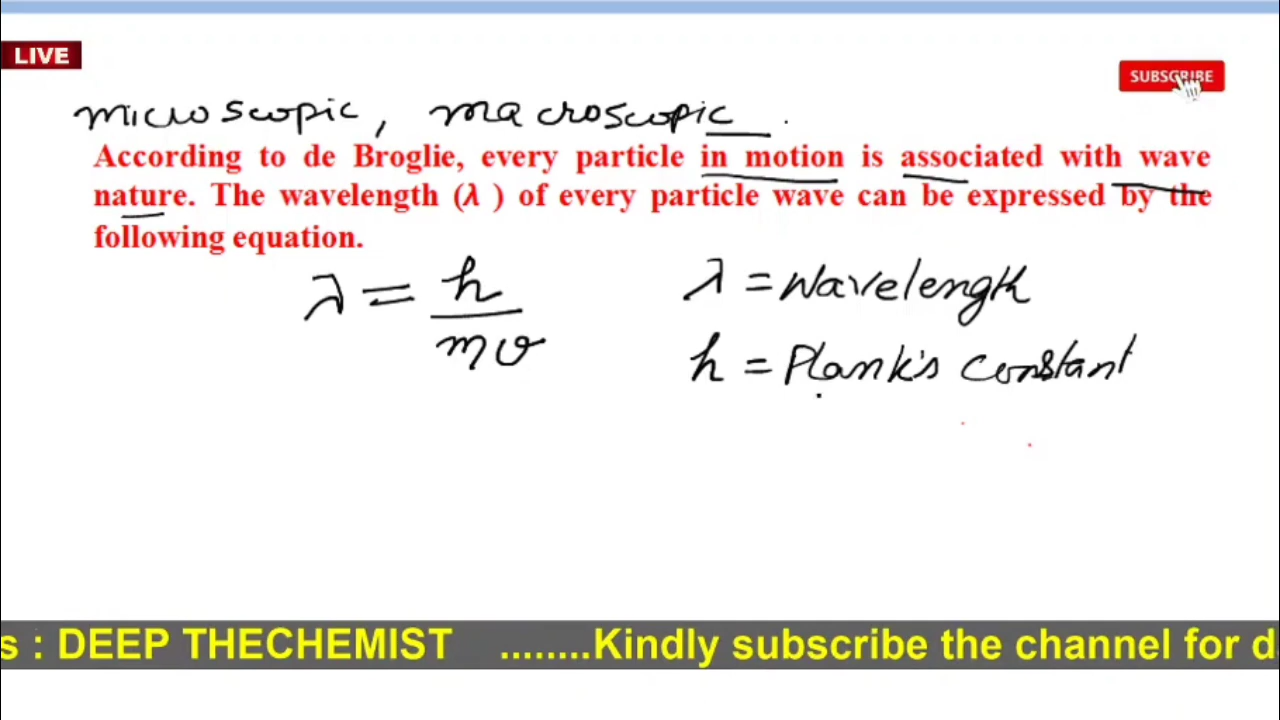 LIVE
SUBSCRIBE
microscopic, macroscopic.
According to de Broglie, every particle in motion is associated with wave
nature. The wavelength (λ ) of every particle wave can be expressed by the
following equation.
λ = h
mv
λ = Wavelength
h = Plank's constant
s : DEEP THECHEMIST ........Kindly subscribe the channel for d